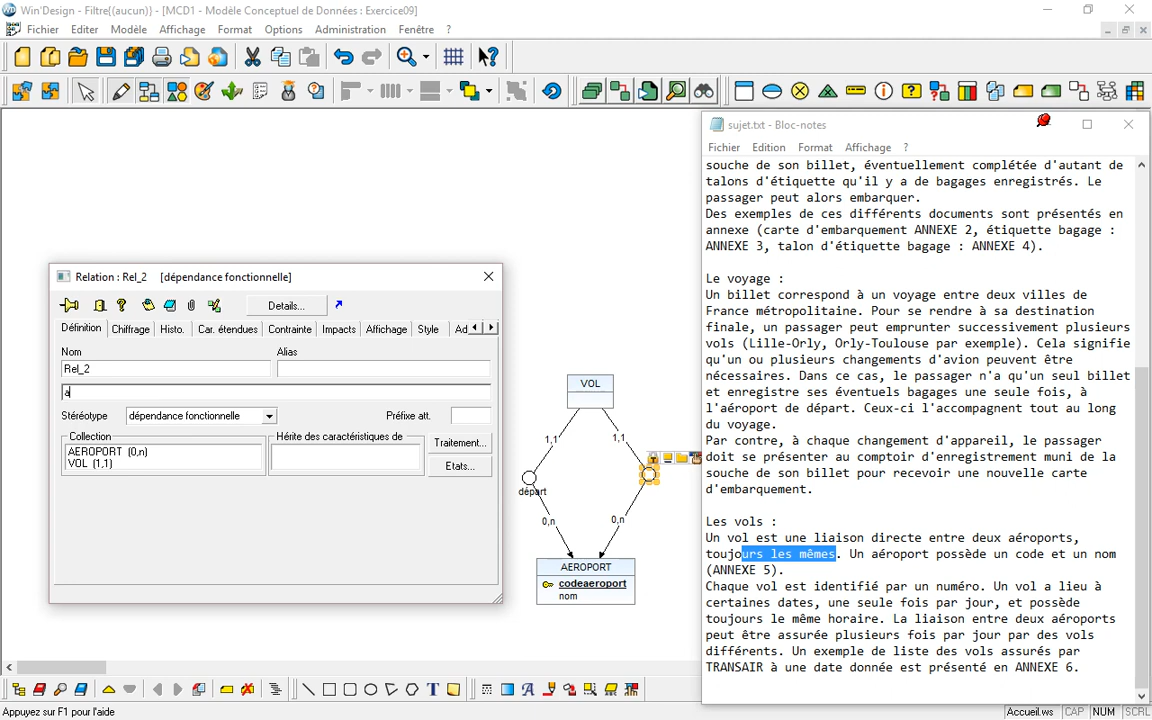 Win'Design - Filtre{(aucun)} - [MCD1 - Modèle Conceptuel de Données : Exercice09]
Fichier Editer Modèle Affichage Format Options Administration Fenêtre ?
sujet.txt - Bloc-notes
Fichier Edition Format Affichage ?
souche de son billet, éventuellement complétée d'autant de
talons d'étiquette qu'il y a de bagages enregistrés. Le
passager peut alors embarquer.
Des exemples de ces différents documents sont présentés en
annexe (carte d'embarquement ANNEXE 2, étiquette bagage :
ANNEXE 3, talon d'étiquette bagage : ANNEXE 4).
Le voyage :
Un billet correspond à un voyage entre deux villes de
France métropolitaine. Pour se rendre à sa destination
finale, un passager peut emprunter successivement plusieurs
vols (Lille-Orly, Orly-Toulouse par exemple). Cela signifie
qu'un ou plusieurs changements d'avion peuvent être
nécessaires. Dans ce cas, le passager n'a qu'un seul billet
et enregistre ses éventuels bagages une seule fois, à
l'aéroport de départ. Ceux-ci l'accompagnent tout au long
du voyage.
Par contre, à chaque changement d'appareil, le passager
doit se présenter au comptoir d'enregistrement muni de la
souche de son billet pour recevoir une nouvelle carte
d'embarquement.
Les vols :
Un vol est une liaison directe entre deux aéroports,
toujours les mêmes. Un aéroport possède un code et un nom
(ANNEXE 5).
Chaque vol est identifié par un numéro. Un vol a lieu à
certaines dates, une seule fois par jour, et possède
toujours le même horaire. La liaison entre deux aéroports
peut être assurée plusieurs fois par jour par des vols
différents. Un exemple de liste des vols assurés par
TRANSAIR à une date donnée est présenté en ANNEXE 6.
Relation : Rel_2 [dépendance fonctionnelle]
Details...
Définition Chiffrage Histo. Car. étendues Contrainte Impacts Affichage Style Ad
Nom Alias
Rel_2
a
Stéréotype dépendance fonctionnelle Préfixe att.
Collection Hérite des caractéristiques de
AEROPORT (0,n)
VOL (1,1)
Traitement...
Etats...
VOL
1,1 1,1
départ
0,n 0,n
AEROPORT
codeaeroport
nom
Appuyez sur F1 pour l'aide
Accueil.ws CAP NUM SCRL